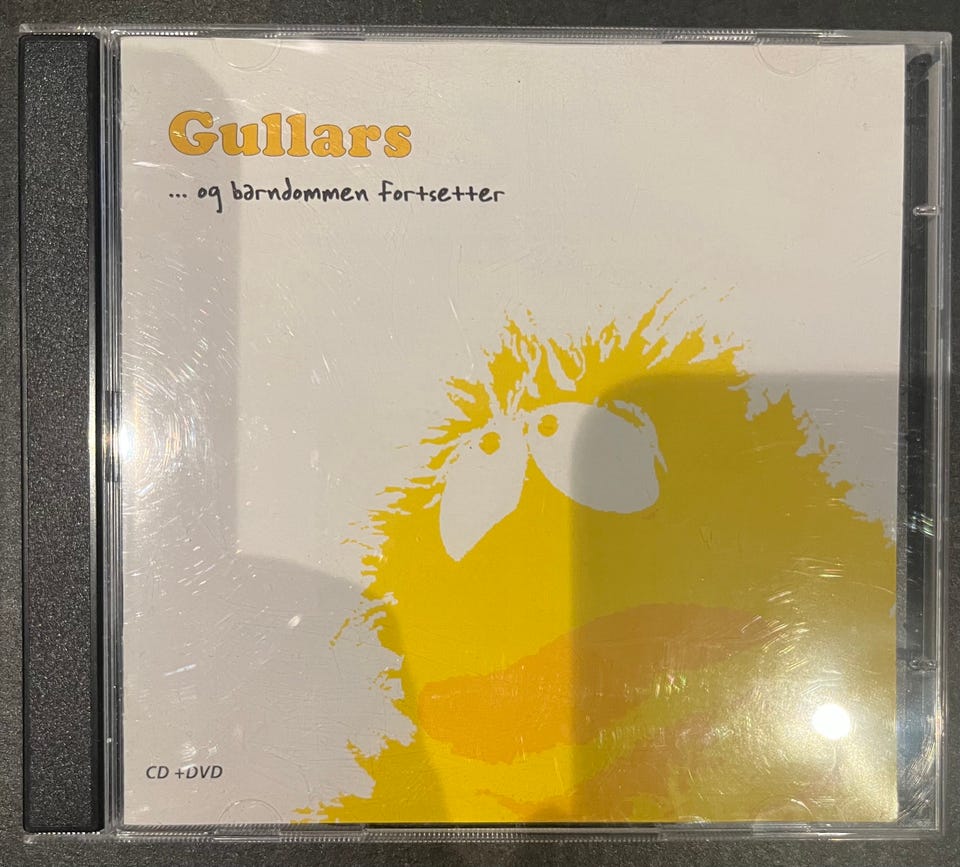 Gullars
... og barndommen fortsetter
CD +DVD